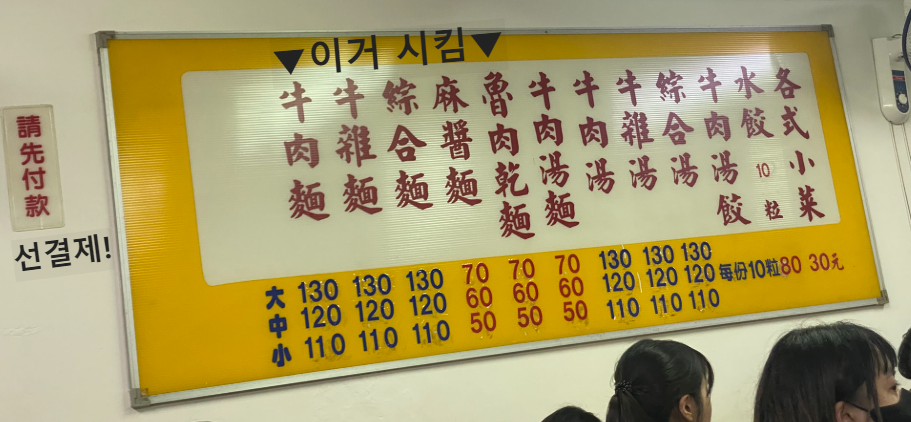 ▼이거 시킴▼
請先付款
선결제!
牛肉麵
牛雜麵
綜合麵
麻醬麵
魯肉乾麵
牛肉湯麵
牛肉湯
牛雜湯
綜合湯
牛肉湯餃
水餃10粒
各式小菜
大 130 130 130 70 70 70 130 130 130 每份10粒80 30元
中 120 120 120 60 60 60 120 120 120
小 110 110 110 50 50 50 110 110 110